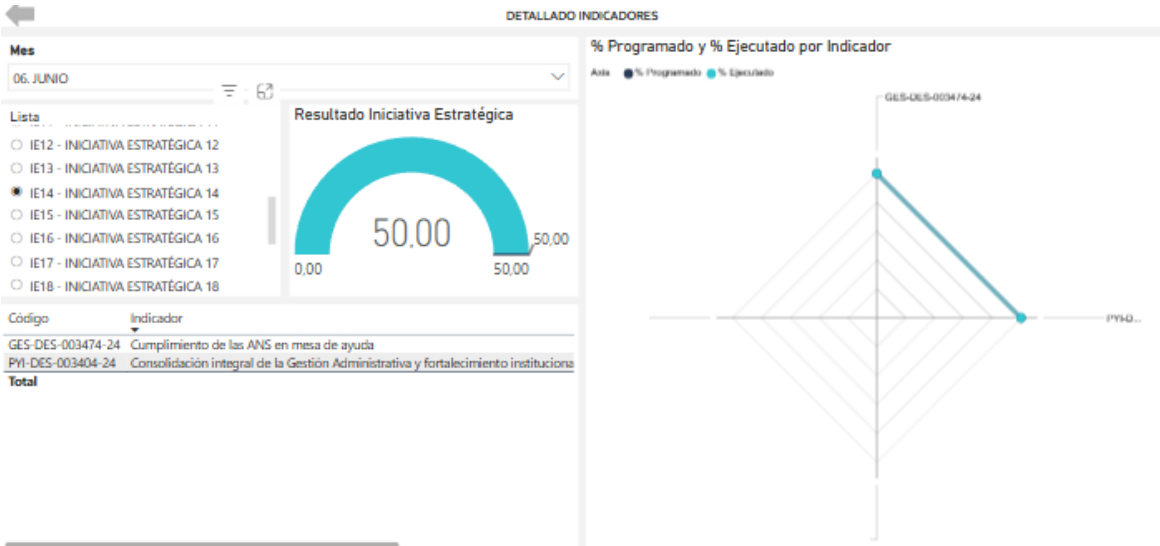 DETALLADO INDICADORES
Mes
06. JUNIO
Lista
IE12 - INICIATIVA ESTRATÉGICA 12
IE13 - INICIATIVA ESTRATÉGICA 13
IE14 - INICIATIVA ESTRATÉGICA 14
IE15 - INICIATIVA ESTRATÉGICA 15
IE16 - INICIATIVA ESTRATÉGICA 16
IE17 - INICIATIVA ESTRATÉGICA 17
IE18 - INICIATIVA ESTRATÉGICA 18
Resultado Iniciativa Estratégica
50,00
50,00
0,00
50,00
Código Indicador
GES-DES-003474-24 Cumplimiento de las ANS en mesa de ayuda
PYI-DES-003404-24 Consolidación integral de la Gestión Administrativa y fortalecimiento instituciona
Total
% Programado y % Ejecutado por Indicador
Axis % Programado % Ejecutado
GES-DES-003474-24
PYI-D...